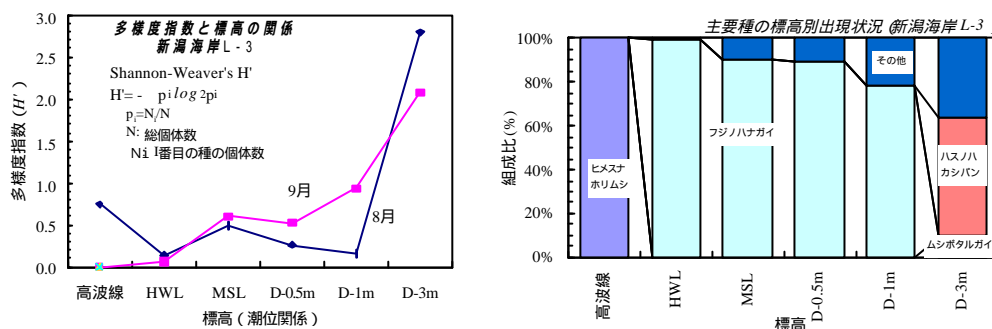 多様度指数と標高の関係
新潟海岸L-3
Shannon-Weaver's H'
H'= - pi log 2pi
pi=Ni/N
N: 総個体数
Ni I番目の種の個体数
多様度指数 (H')
3.0
2.5
2.0
1.5
1.0
0.5
0.0
9月
8月
高波線
HWL
MSL
D-0.5m
D-1m
D-3m
標高 ( 潮位関係 )
主要種の標高別出現状況 (新潟海岸 L-3
組成比(%)
100%
80%
60%
40%
20%
0%
その他
フジノハナガイ
ヒメスナ
ホリムシ
ハスノハ
カシパン
ムシボタルガイ
高波線
HWL
MSL
D-0.5m
D-1m
D-3m
標高